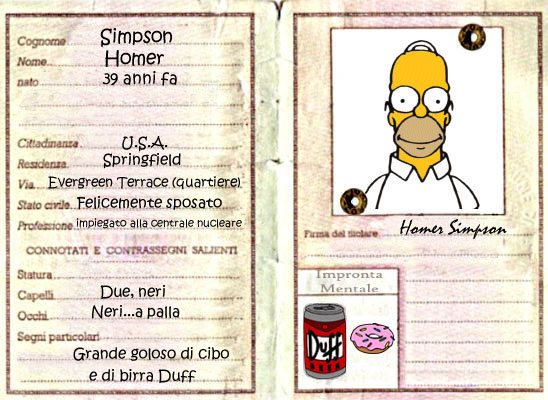 Cognome Simpson
Nome Homer
nato 39 anni fa
Cittadinanza U.S.A.
Residenza Springfield
Via Evergreen Terrace (quartiere)
Stato civile Felicemente sposato
Professione impiegato alla centrale nucleare
CONNOTATI E CONTRASSEGNI SALIENTI
Statura
Capelli Due, neri
Occhi Neri...a palla
Segni particolari
Grande goloso di cibo
e di birra Duff
Firma del titolare Homer Simpson
Impronta
Mentale
Duff